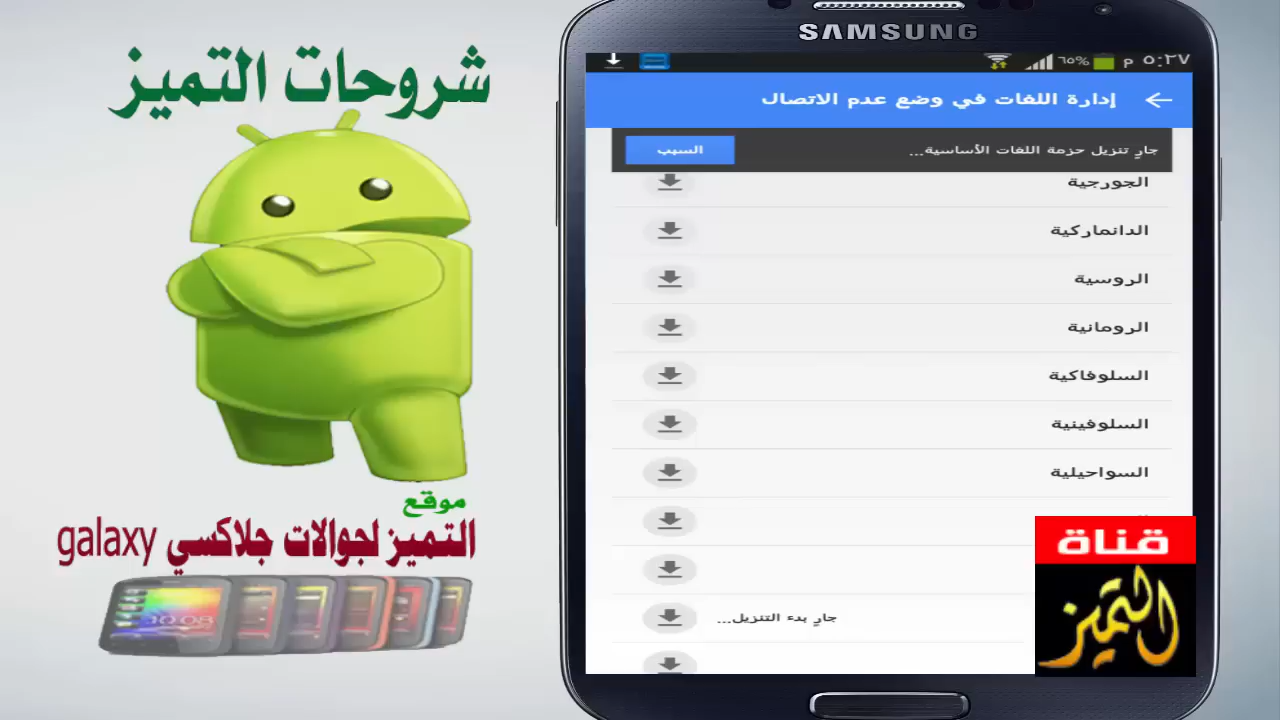 شروحات التميز
موقع
التميز لجوالات جلاكسي galaxy
SAMSUNG
٥:٢٧ م ٦٥%
إدارة اللغات في وضع عدم الاتصال
جارٍ تنزيل حزمة اللغات الأساسية...
السبب
الجورجية
الدانماركية
الروسية
الرومانية
السلوفاكية
السلوفينية
السواحيلية
جارٍ بدء التنزيل...
قناة
التميز